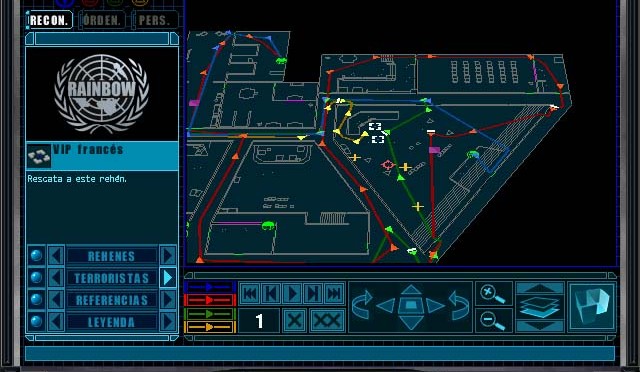 RECON. ÓRDEN. PERS.
RAINBOW
VIP francés
Rescata a este rehén.
REHENES
TERRORISTAS
REFERENCIAS
LEYENDA
1